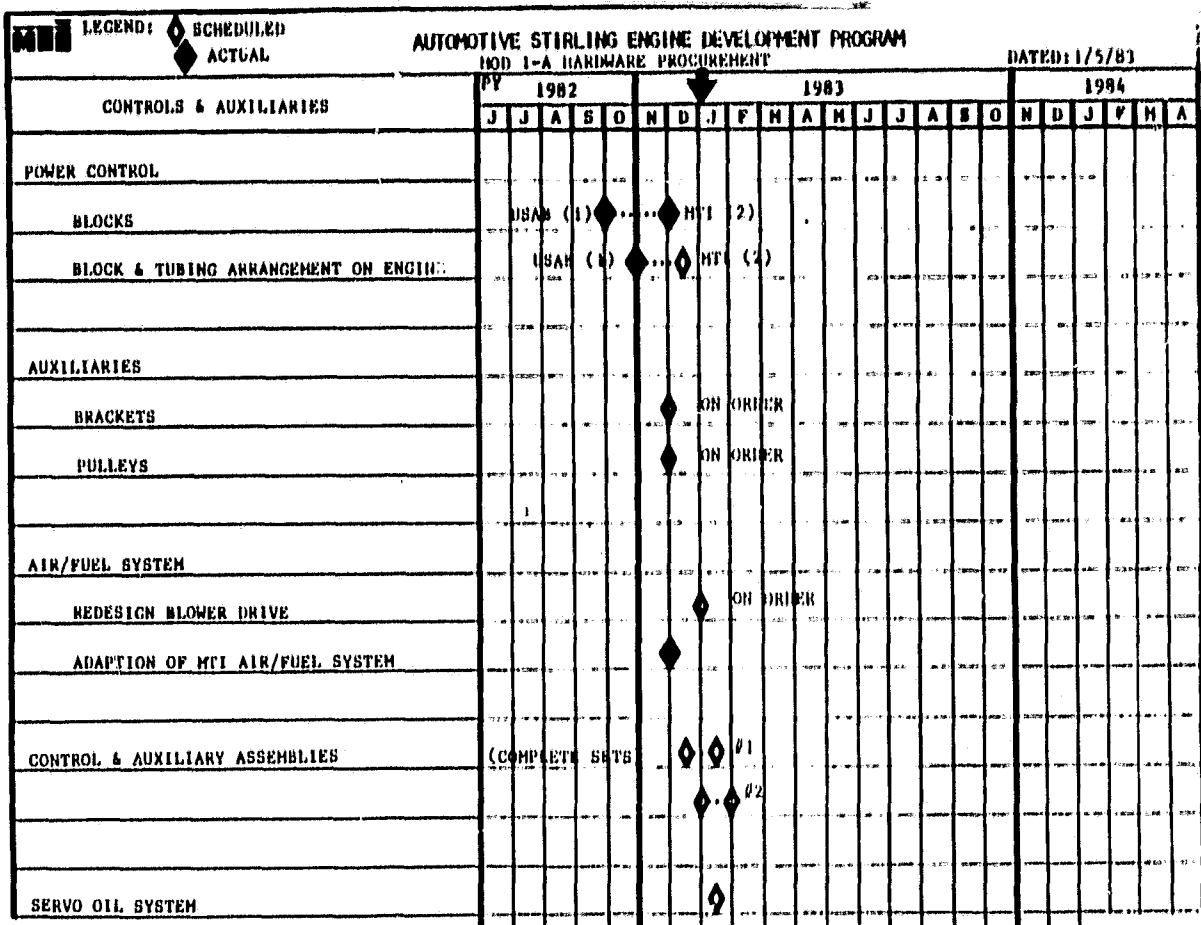 MTI LEGEND: SCHEDULED
ACTUAL
AUTOMOTIVE STIRLING ENGINE DEVELOPMENT PROGRAM
MOD 1-A HARDWARE PROCUREMENT
DATED: 1/5/83
CONTROLS & AUXILIARIES
FY 1982 1983 1984
J J A S O N D J F M A M J J A S O N D J F M A
POWER CONTROL
BLOCKS USAB (1) MTI (2)
BLOCK & TUBING ARRANGEMENT ON ENGINE USAB (1) MTI (2)
AUXILIARIES
BRACKETS ON ORDER
PULLEYS ON ORDER
AIR/FUEL SYSTEM
REDESIGN BLOWER DRIVE ON ORDER
ADAPTION OF MTI AIR/FUEL SYSTEM
CONTROL & AUXILIARY ASSEMBLIES (COMPLETE SETS #1
#2
SERVO OIL SYSTEM